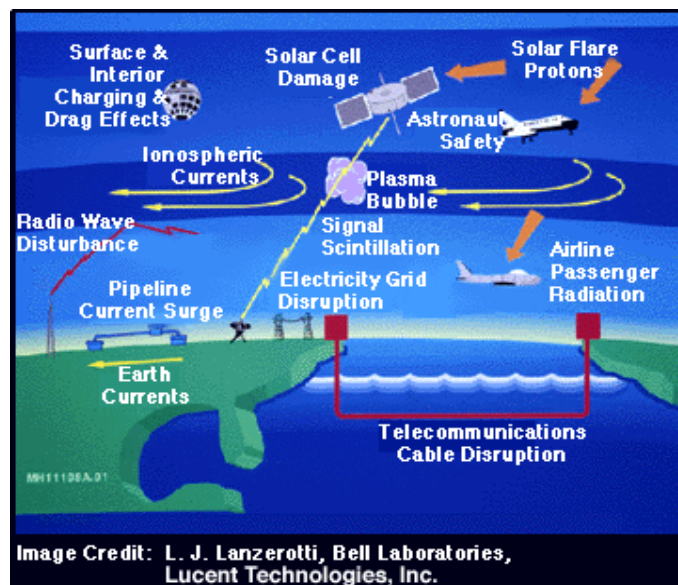 Surface &
Interior
Charging &
Drag Effects
Solar Cell
Damage
Solar Flare
Protons
Astronaut
Safety
Ionospheric
Currents
Plasma
Bubble
Radio Wave
Disturbance
Signal
Scintillation
Airline
Passenger
Radiation
Electricity Grid
Disruption
Pipeline
Current Surge
Earth
Currents
Telecommunications
Cable Disruption
MH11108A.01
Image Credit: L. J. Lanzerotti, Bell Laboratories,
Lucent Technologies, Inc.